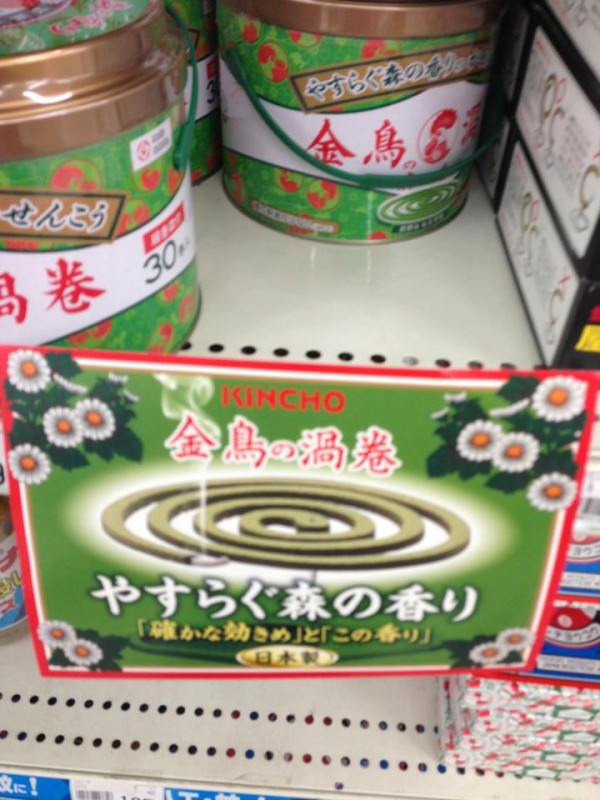 やすらぐ森の香り
金鳥の渦
せんこう
渦巻
30
KINCHO
金鳥の渦巻
やすらぐ森の香り
「確かな効きめ」と「この香り」
日本製
蚊に!